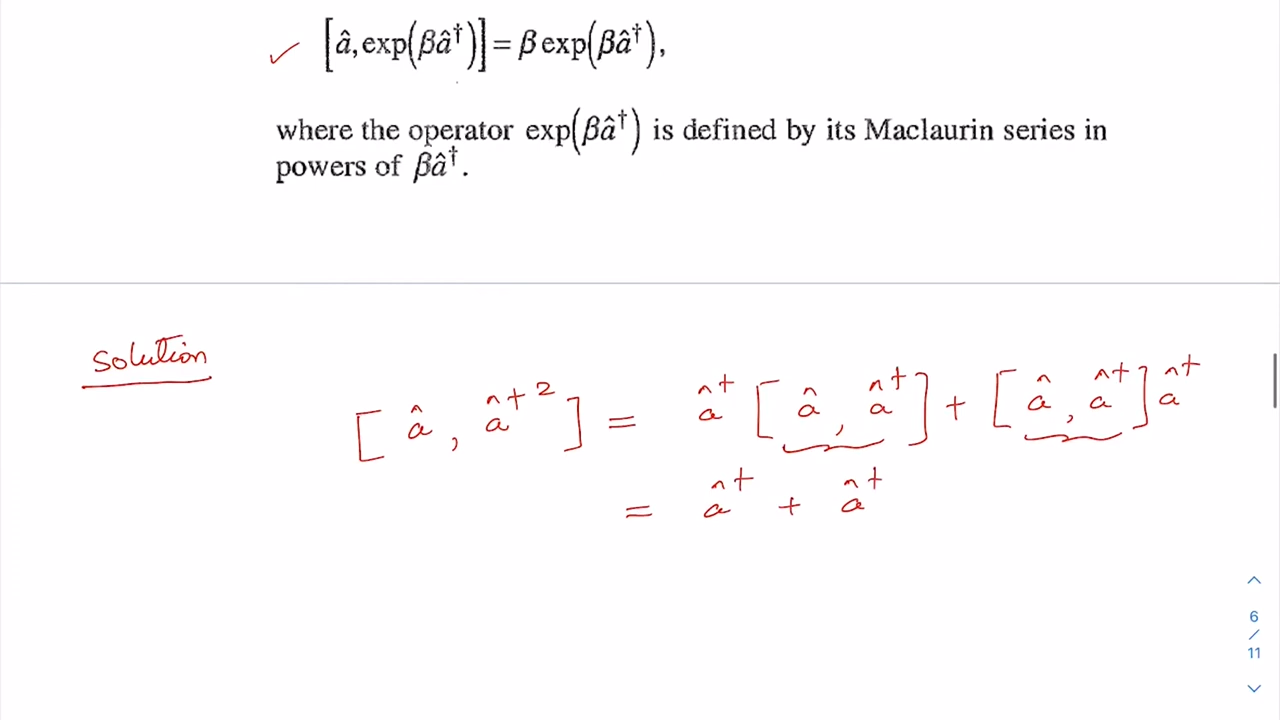 [â, exp(βâ†)] = β exp(βâ†),
where the operator exp(βâ†) is defined by its Maclaurin series in
powers of βâ†.
Solution
[â, â†²] = â† [â, â†] + [â, â†] â†
= â† + â†
6
/
11